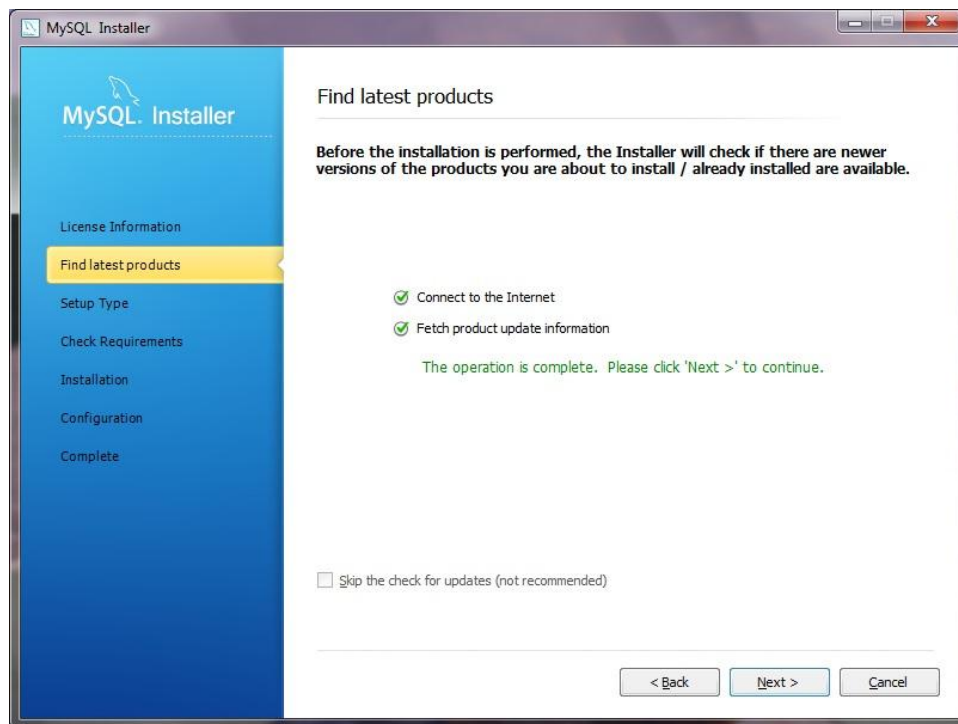 MySQL Installer
MySQL. Installer
License Information
Find latest products
Setup Type
Check Requirements
Installation
Configuration
Complete
Find latest products
Before the installation is performed, the Installer will check if there are newer
versions of the products you are about to install / already installed are available.
Connect to the Internet
Fetch product update information
The operation is complete. Please click 'Next >' to continue.
Skip the check for updates (not recommended)
< Back
Next >
Cancel